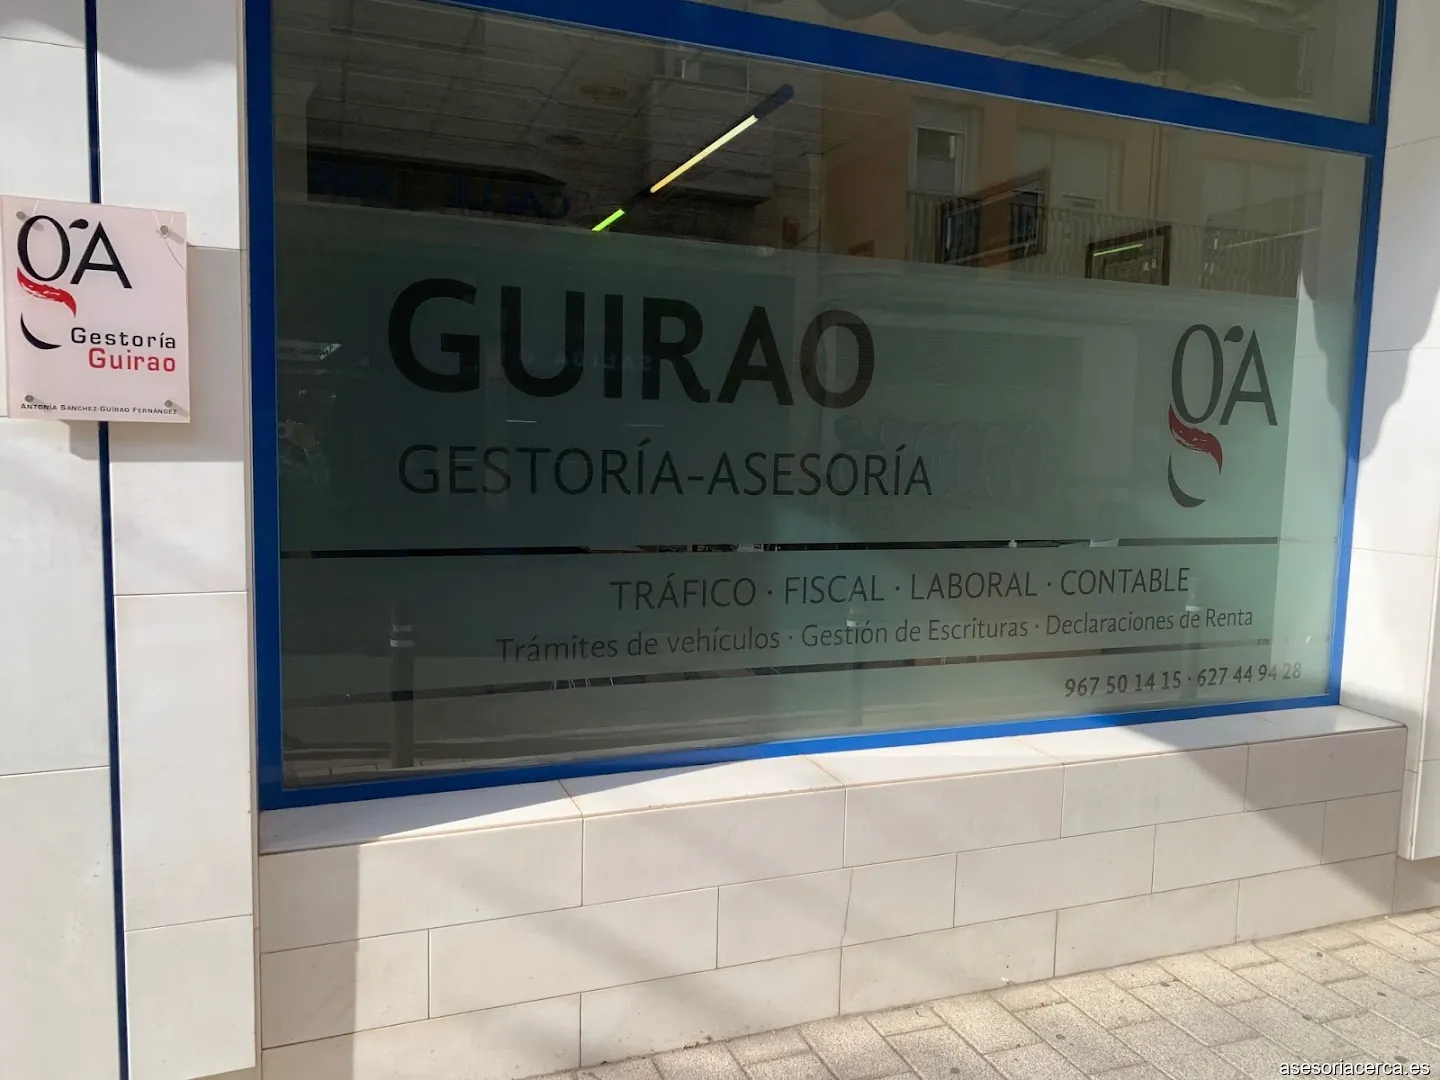 gA
Gestoría
Guirao
ANTONIA SANCHEZ-GUIRAO FERNÁNDEZ
GUIRAO
GESTORÍA-ASESORÍA
gA
TRÁFICO · FISCAL · LABORAL · CONTABLE
Trámites de vehículos · Gestión de Escrituras · Declaraciones de Renta
967 50 14 15 · 627 44 94 28
asesoriacerca.es